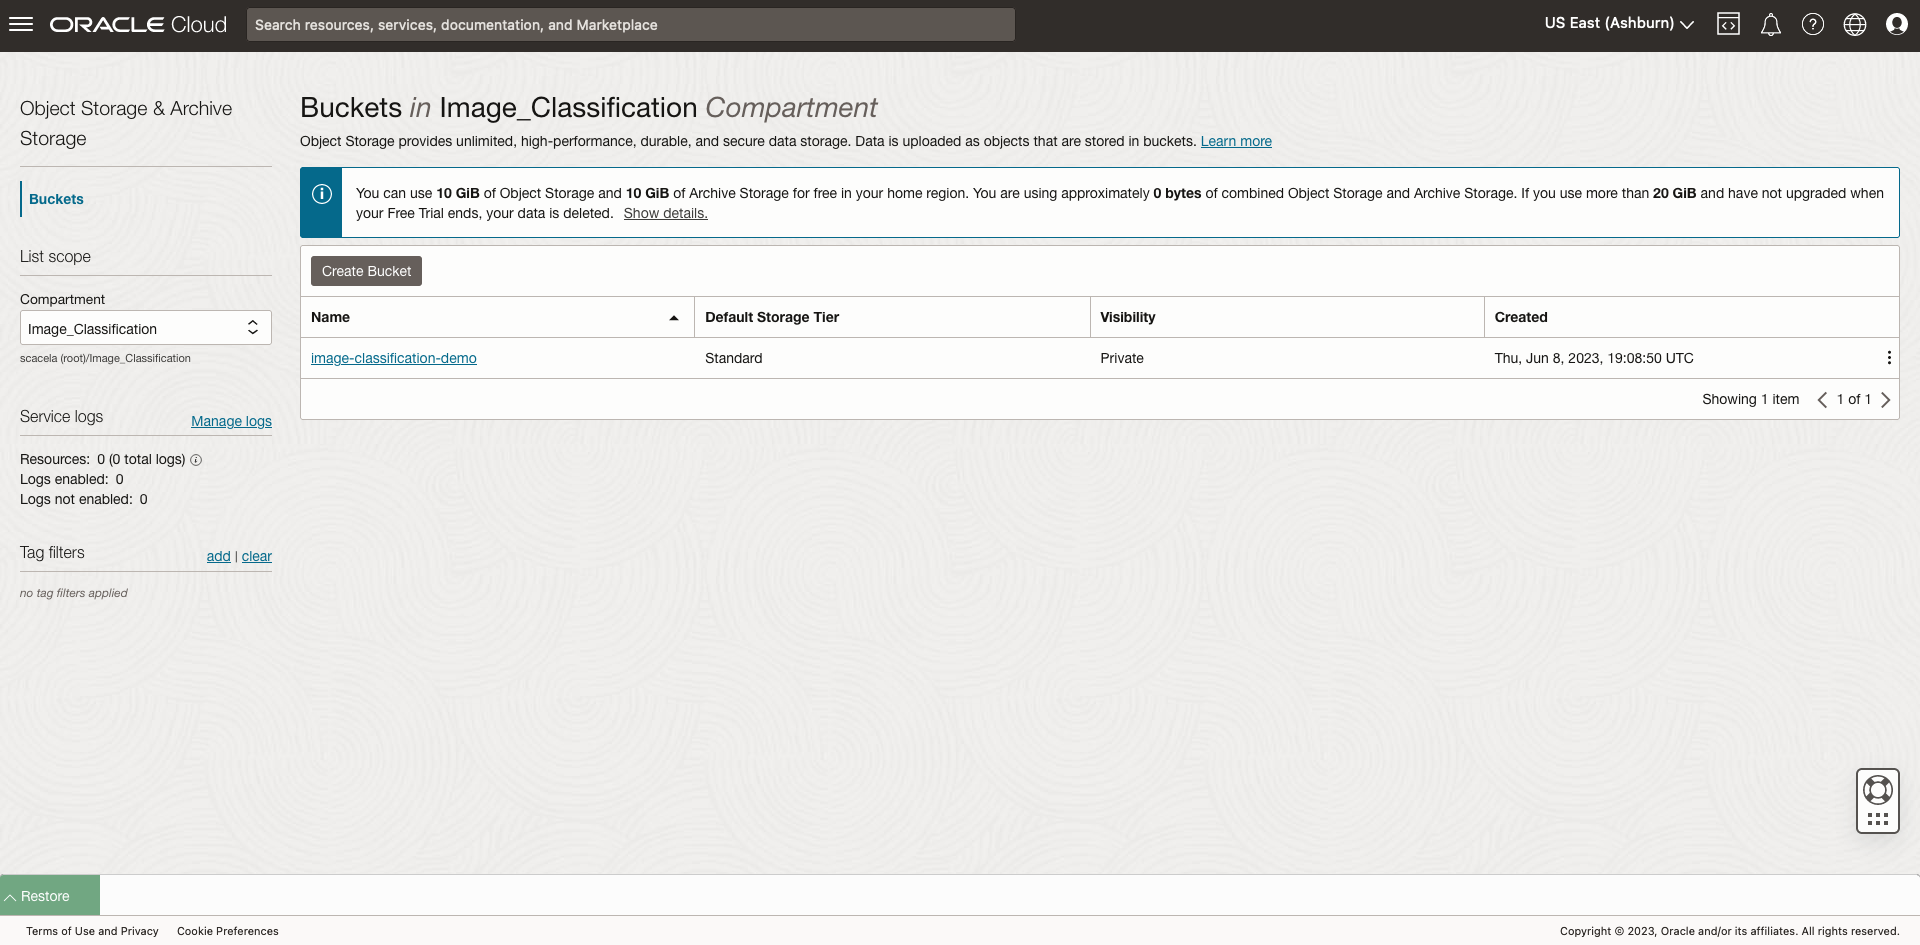 ORACLE Cloud
Search resources, services, documentation, and Marketplace
US East (Ashburn)
Object Storage & Archive
Storage
Buckets
List scope
Compartment
Image_Classification
scacela (root)/Image_Classification
Service logs
Manage logs
Resources: 0 (0 total logs)
Logs enabled: 0
Logs not enabled: 0
Tag filters
add | clear
no tag filters applied
Buckets in Image_Classification Compartment
Object Storage provides unlimited, high-performance, durable, and secure data storage. Data is uploaded as objects that are stored in buckets. Learn more
You can use 10 GiB of Object Storage and 10 GiB of Archive Storage for free in your home region. You are using approximately 0 bytes of combined Object Storage and Archive Storage. If you use more than 20 GiB and have not upgraded when
your Free Trial ends, your data is deleted. Show details.
Create Bucket
Name Default Storage Tier Visibility Created
image-classification-demo Standard Private Thu, Jun 8, 2023, 19:08:50 UTC
Showing 1 item 1 of 1
Restore
Terms of Use and Privacy Cookie Preferences
Copyright © 2023, Oracle and/or its affiliates. All rights reserved.